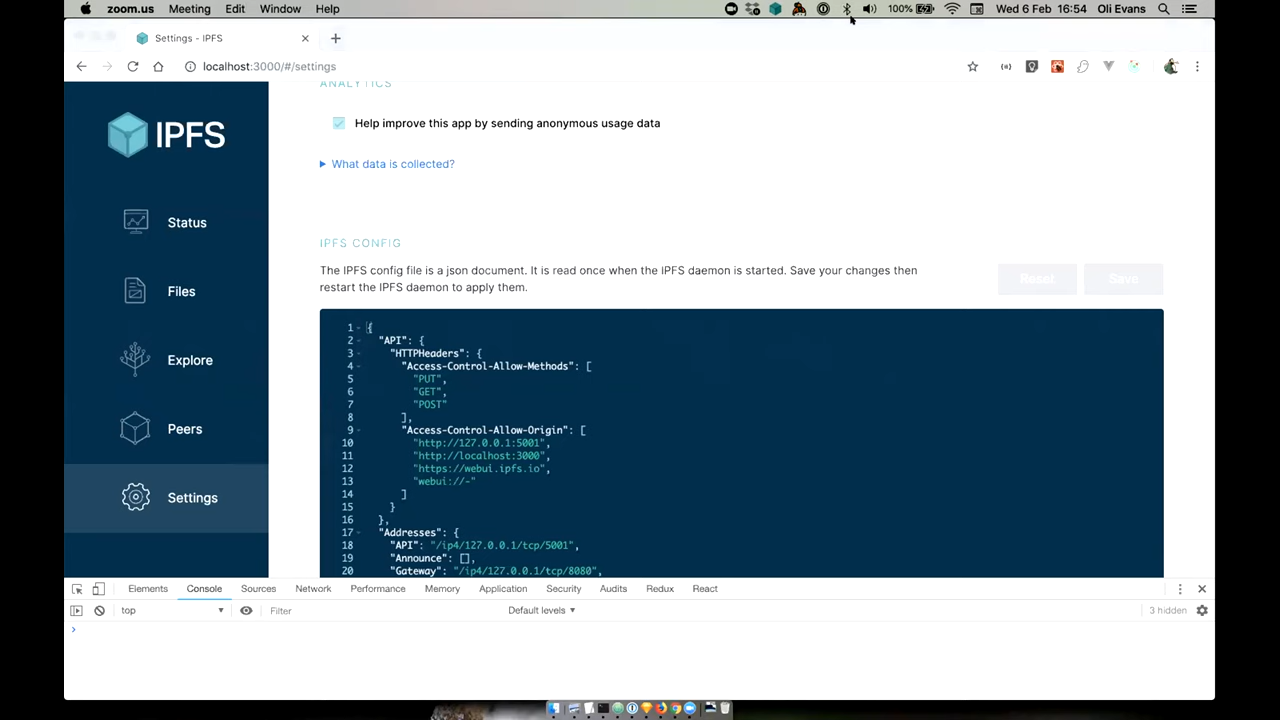 zoom.us Meeting Edit Window Help 100% Wed 6 Feb 16:54 Oli Evans
Settings - IPFS
localhost:3000/#/settings
ANALYTICS
IPFS
Help improve this app by sending anonymous usage data
What data is collected?
Status
Files
Explore
Peers
Settings
IPFS CONFIG
The IPFS config file is a json document. It is read once when the IPFS daemon is started. Save your changes then
restart the IPFS daemon to apply them.
Reset Save
1 {
2 "API": {
3 "HTTPHeaders": {
4 "Access-Control-Allow-Methods": [
5 "PUT",
6 "GET",
7 "POST"
8 ],
9 "Access-Control-Allow-Origin": [
10 "http://127.0.0.1:5001",
11 "http://localhost:3000",
12 "https://webui.ipfs.io",
13 "webui://-"
14 ]
15 }
16 },
17 "Addresses": {
18 "API": "/ip4/127.0.0.1/tcp/5001",
19 "Announce": [],
20 "Gateway": "/ip4/127.0.0.1/tcp/8080",
Elements Console Sources Network Performance Memory Application Security Audits Redux React
top Filter Default levels 3 hidden